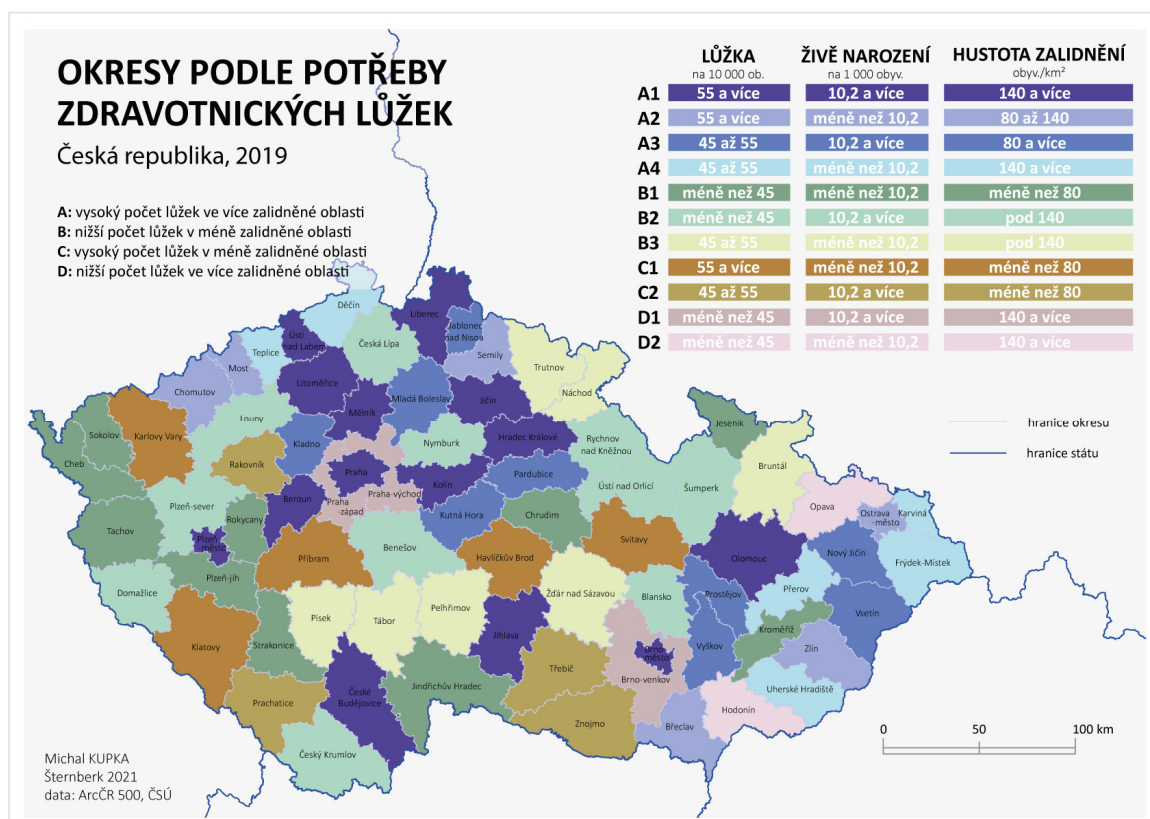 OKRESY PODLE POTŘEBY
ZDRAVOTNICKÝCH LŮŽEK
Česká republika, 2019
A: vysoký počet lůžek ve více zalidněné oblasti
B: nižší počet lůžek v méně zalidněné oblasti
C: vysoký počet lůžek v méně zalidněné oblasti
D: nižší počet lůžek ve více zalidněné oblasti
LŮŽKA ŽIVĚ NAROZENÍ HUSTOTA ZALIDNĚNÍ
na 10 000 ob. na 1 000 obyv. obyv./km²
A1 55 a více 10,2 a více 140 a více
A2 55 a více méně než 10,2 80 až 140
A3 45 až 55 10,2 a více 80 a více
A4 45 až 55 méně než 10,2 140 a více
B1 méně než 45 méně než 10,2 méně než 80
B2 méně než 45 10,2 a více pod 140
B3 45 až 55 méně než 10,2 pod 140
C1 55 a více méně než 10,2 méně než 80
C2 45 až 55 10,2 a více méně než 80
D1 méně než 45 10,2 a více 140 a více
D2 méně než 45 méně než 10,2 140 a více
hranice okresu
hranice státu
Děčín
Liberec
Jablonec
nad Nisou
Ústí
nad Labem
Česká Lipa
Semily
Teplice
Most
Trutnov
Chomutov
Litoměřice
Náchod
Mladá Boleslav
Jičín
Mělník
Louny
Jeseník
Karlovy Vary
Sokolov
Kladno
Nymburk
Hradec Králové
Rychnov
nad Kněžnou
Cheb
Rakovník
Bruntál
Praha
Praha-východ
Kolín
Pardubice
Ústí nad Orlicí
Šumperk
Beroun
Praha
-západ
Plzeň-sever
Rokycany
Kutná Hora
Chrudim
Opava
Ostrava
-město
Karviná
Tachov
Plzeň
-město
Benešov
Svitavy
Příbram
Havlíčkův Brod
Olomouc
Nový Jičín
Frýdek-Místek
Plzeň-jih
Domažlice
Pelhřimov
Žďár nad Sázavou
Blansko
Prostějov
Přerov
Vsetín
Písek
Tábor
Kroměříž
Klatovy
Strakonice
Jihlava
Vyškov
Brno-
město
Zlín
Třebíč
Brno-venkov
Jindřichův Hradec
České
Budějovice
Uherské Hradiště
Prachatice
Hodonín
Znojmo
Břeclav
Český Krumlov
0 50 100 km
Michal KUPKA
Šternberk 2021
data: ArcČR 500, ČSÚ